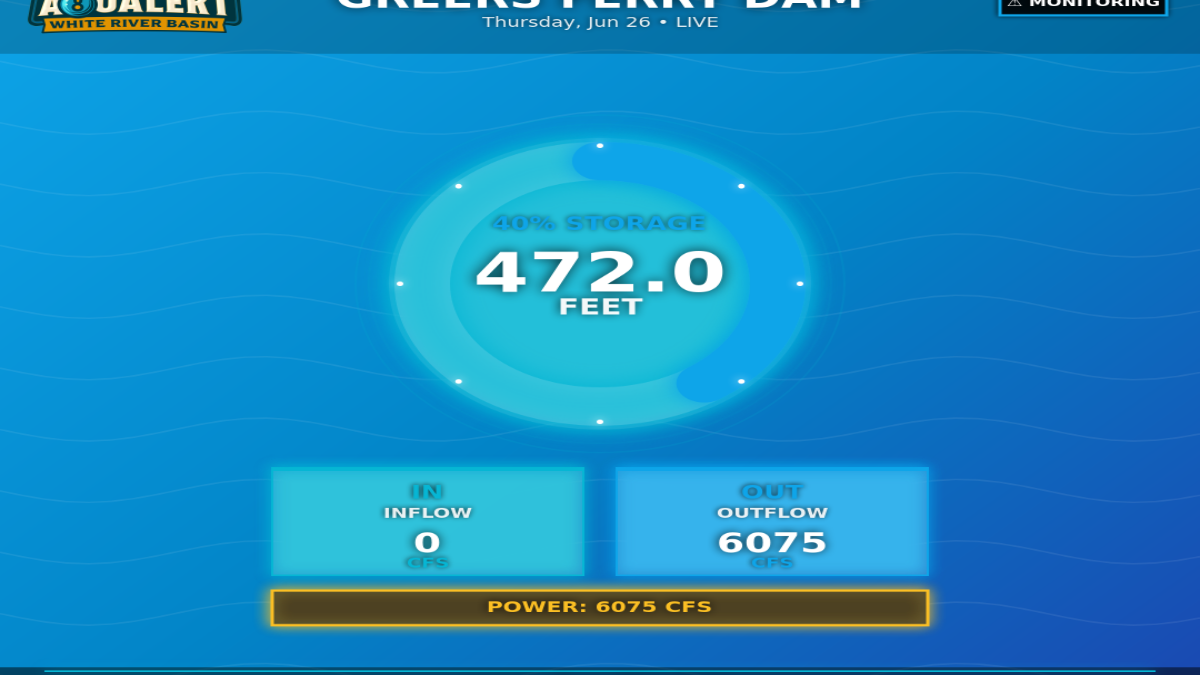 AQUALERT
WHITE RIVER BASIN
GREERS FERRY DAM
Thursday, Jun 26 • LIVE
⚠ MONITORING
40% STORAGE
472.0
FEET
IN
INFLOW
0
CFS
OUT
OUTFLOW
6075
CFS
POWER: 6075 CFS